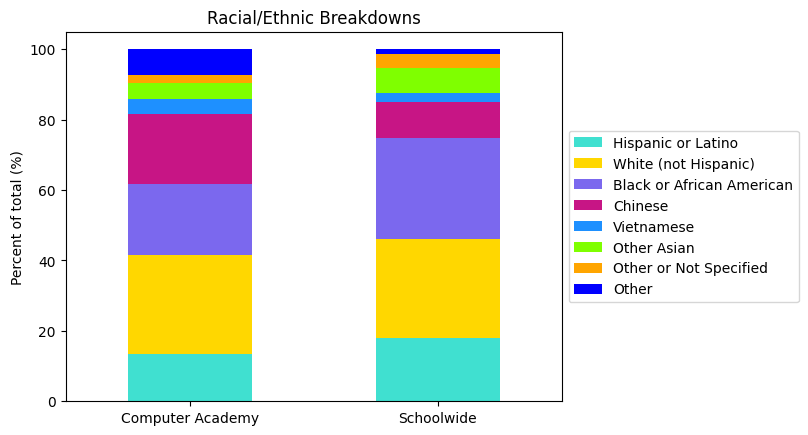 Racial/Ethnic Breakdowns
Percent of total (%)
100
80
60
40
20
0
Computer Academy
Schoolwide
Hispanic or Latino
White (not Hispanic)
Black or African American
Chinese
Vietnamese
Other Asian
Other or Not Specified
Other